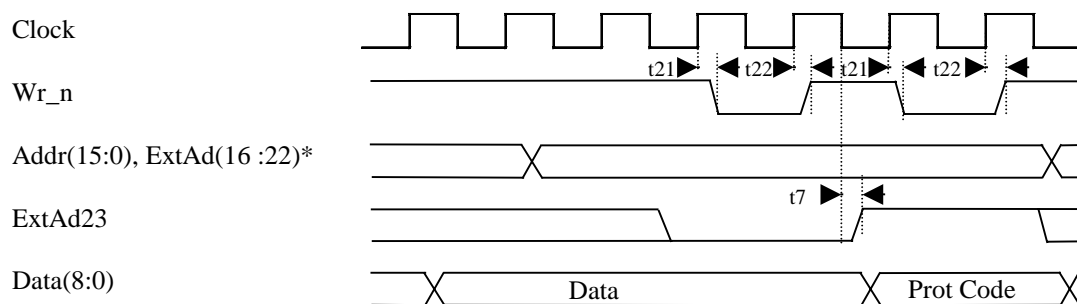 Clock
t21 t22 t21 t22
Wr_n
Addr(15:0), ExtAd(16 :22)*
t7
ExtAd23
Data(8:0) Data Prot Code